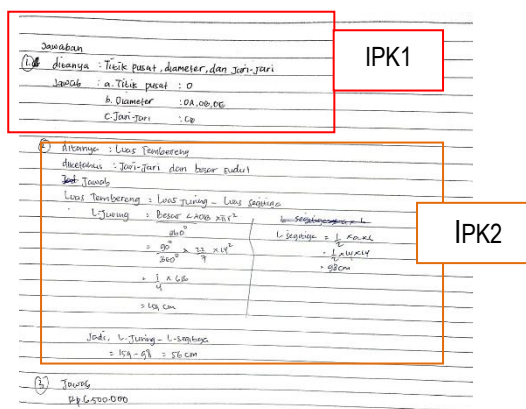 Jawaban
1. ditanya : Titik pusat, diameter, dan Jari-Jari
Jawab : a. Titik pusat : O
b. Diameter : OA, OB, OE
C. Jari-Jari : CB
IPK1
2 ditanya : Luas Tembereng
diketahui : Jari-Jari dan besar sudut
Jawab
Luas Tembereng : Luas Juring - Luas segitiga
L. Juring : Besar ∠AOB × πr²
360°
= 90° × 22 × 14²
360° 7
= 1 × 616
4
= 154 cm
L segitiga = 1 × a × t
2
= 1 × 14 × 14
2
= 98 cm
IPK2
Jadi, L. Juring - L. segitiga
= 154 - 98 = 56 cm
3 Jawab
Rp 6.500.000